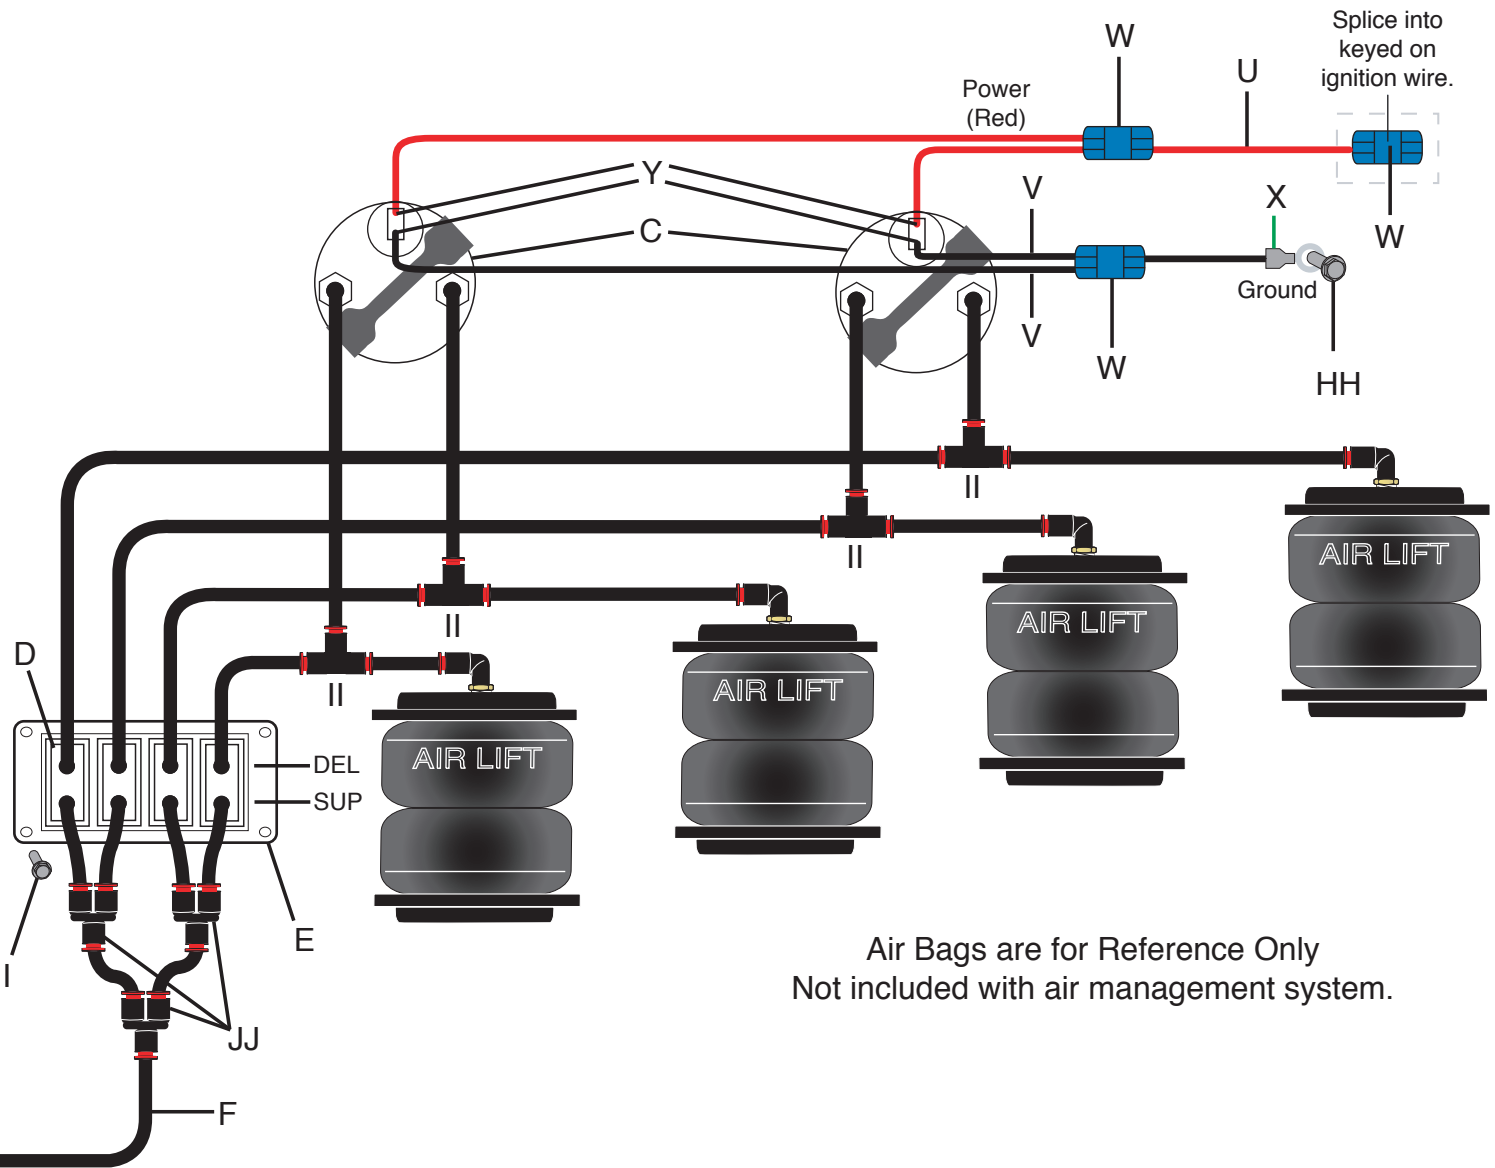 Splice into
keyed on
ignition wire.
W
U
Power
(Red)
Y
V
X
W
C
Ground
V
W
HH
II
II
AIR LIFT
AIR LIFT
II
D
II
AIR LIFT
AIR LIFT
DEL
SUP
E
I
Air Bags are for Reference Only
Not included with air management system.
JJ
F